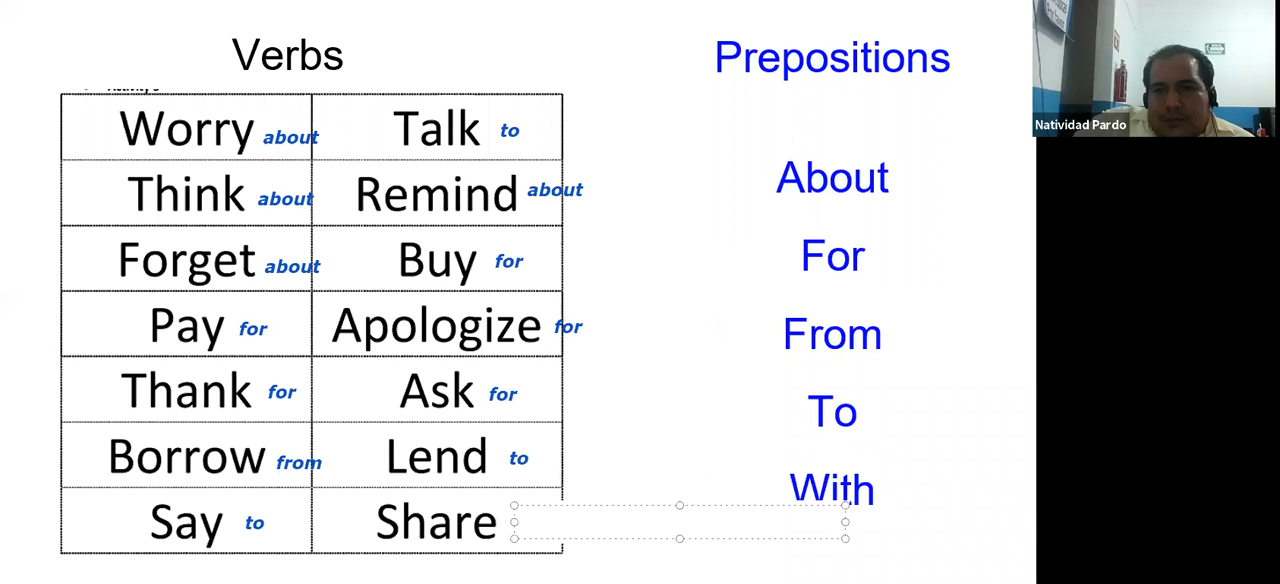 Verbs
Prepositions
Natividad Pardo
Worry about
Talk to
Think about
Remind about
Forget about
Buy for
Pay for
Apologize for
Thank for
Ask for
Borrow from
Lend to
Say to
Share
About
For
From
To
With